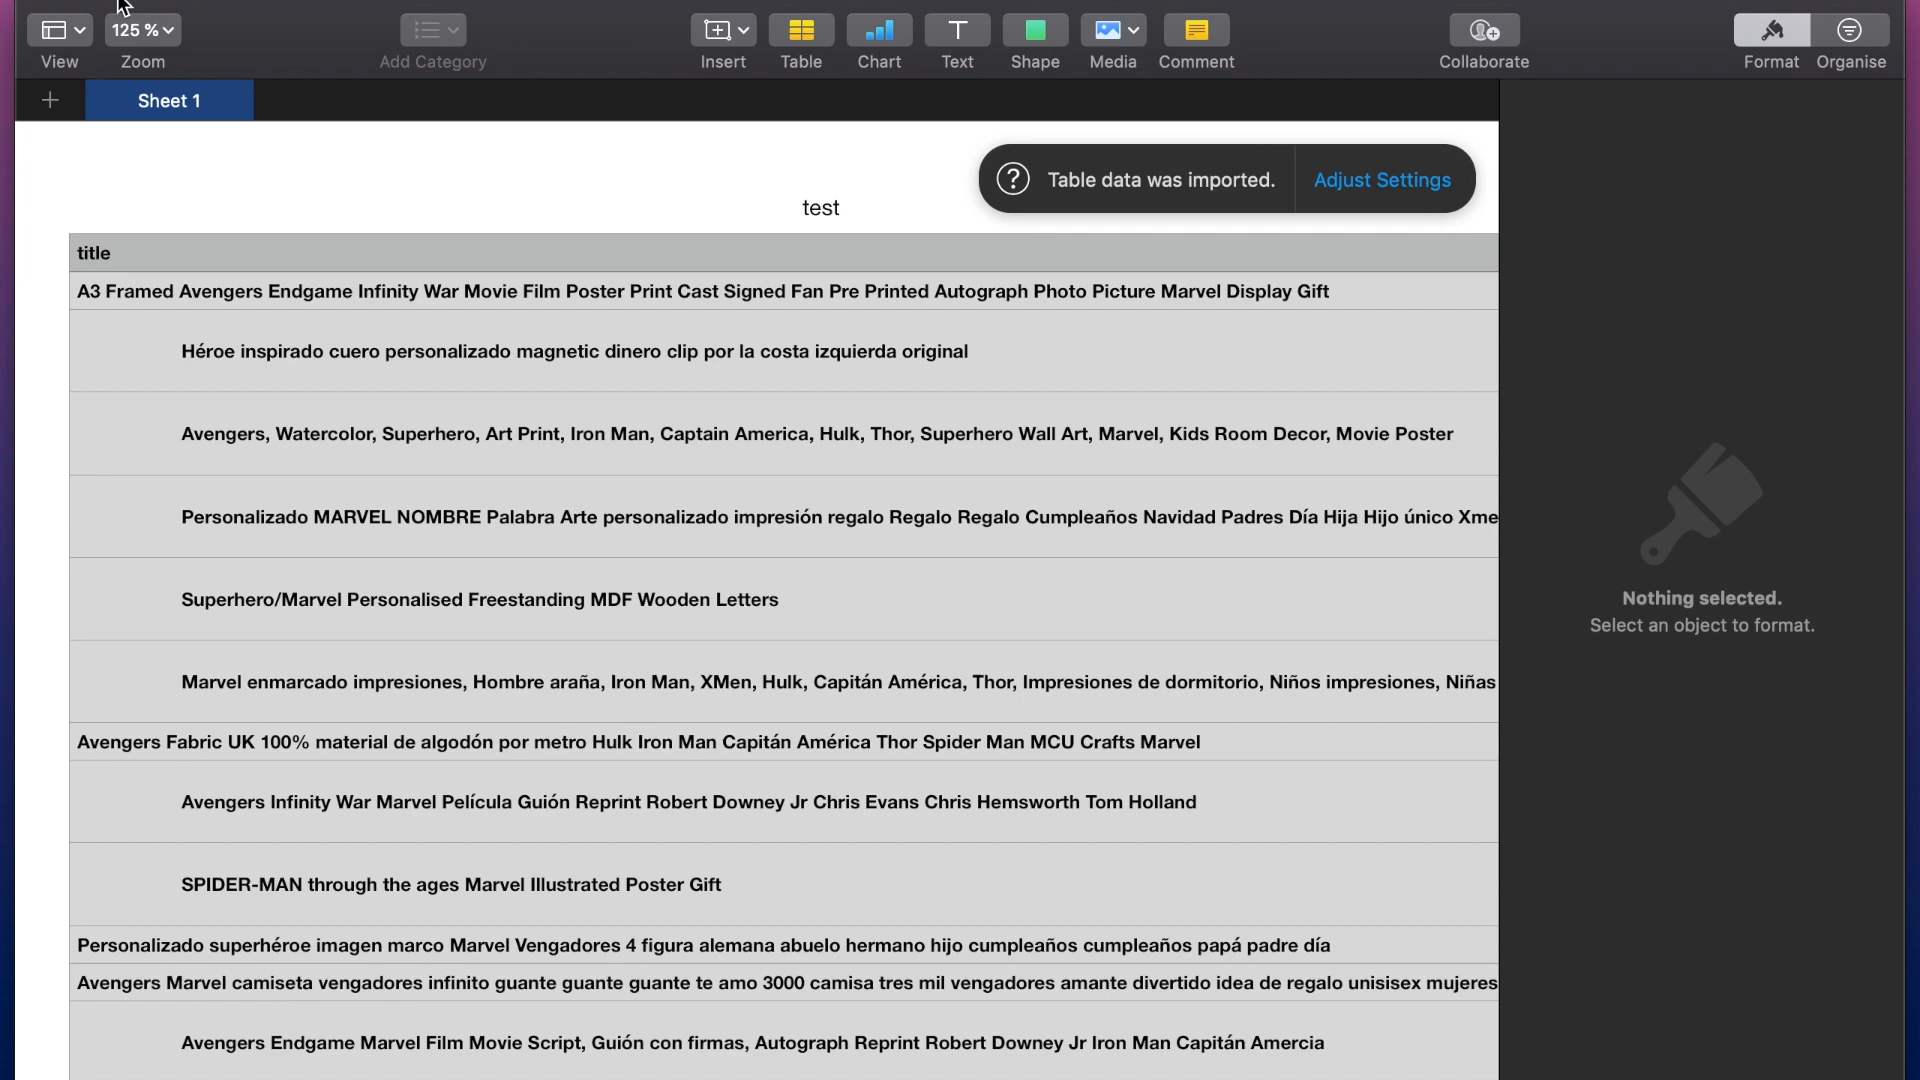 125 %
View
Zoom
Add Category
Insert
Table
Chart
Text
Shape
Media
Comment
Collaborate
Format
Organise
Sheet 1
Table data was imported.
Adjust Settings
test
title
A3 Framed Avengers Endgame Infinity War Movie Film Poster Print Cast Signed Fan Pre Printed Autograph Photo Picture Marvel Display Gift
Héroe inspirado cuero personalizado magnetic dinero clip por la costa izquierda original
Avengers, Watercolor, Superhero, Art Print, Iron Man, Captain America, Hulk, Thor, Superhero Wall Art, Marvel, Kids Room Decor, Movie Poster
Personalizado MARVEL NOMBRE Palabra Arte personalizado impresión regalo Regalo Regalo Cumpleaños Navidad Padres Día Hija Hijo único Xme
Superhero/Marvel Personalised Freestanding MDF Wooden Letters
Marvel enmarcado impresiones, Hombre araña, Iron Man, XMen, Hulk, Capitán América, Thor, Impresiones de dormitorio, Niños impresiones, Niñas
Avengers Fabric UK 100% material de algodón por metro Hulk Iron Man Capitán América Thor Spider Man MCU Crafts Marvel
Avengers Infinity War Marvel Película Guión Reprint Robert Downey Jr Chris Evans Chris Hemsworth Tom Holland
SPIDER-MAN through the ages Marvel Illustrated Poster Gift
Personalizado superhéroe imagen marco Marvel Vengadores 4 figura alemana abuelo hermano hijo cumpleaños cumpleaños papá padre día
Avengers Marvel camiseta vengadores infinito guante guante guante te amo 3000 camisa tres mil vengadores amante divertido idea de regalo unisisex mujeres
Avengers Endgame Marvel Film Movie Script, Guión con firmas, Autograph Reprint Robert Downey Jr Iron Man Capitán Amercia
Nothing selected.
Select an object to format.